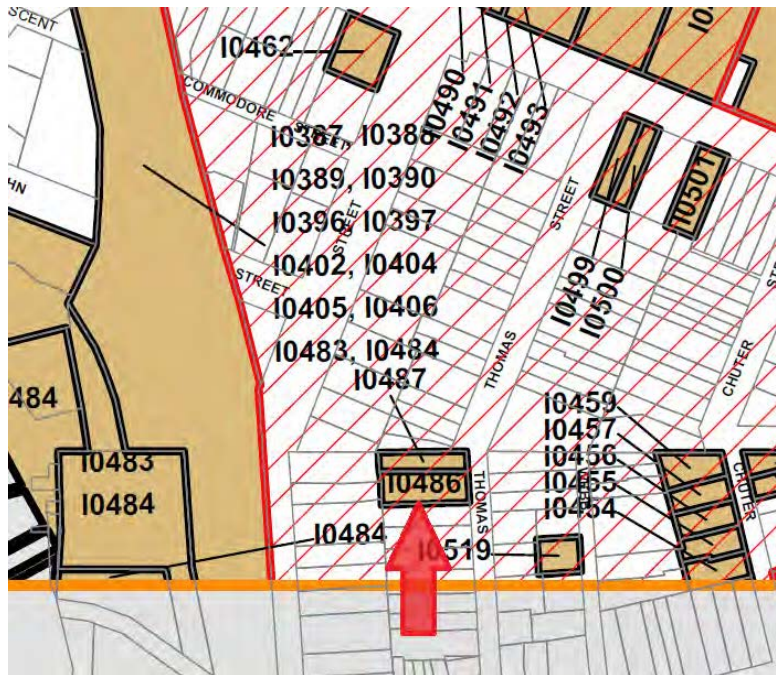 SCENT
I0462
COMMODORE
STREET
I0490
I0491
I0492
I0493
I0387, I0388
I0389, I0390
I0396, I0397
I0402, I0404
I0405, I0406
I0483, I0484
I0487
HN
STREET
STREET
STREET
THOMAS
I0499
I0500
I0501
CHUTER
484
I0483
I0484
I0484
I0486
THOMAS
I0519
I0459
I0457
I0456
I0455
I0454
CHUTER